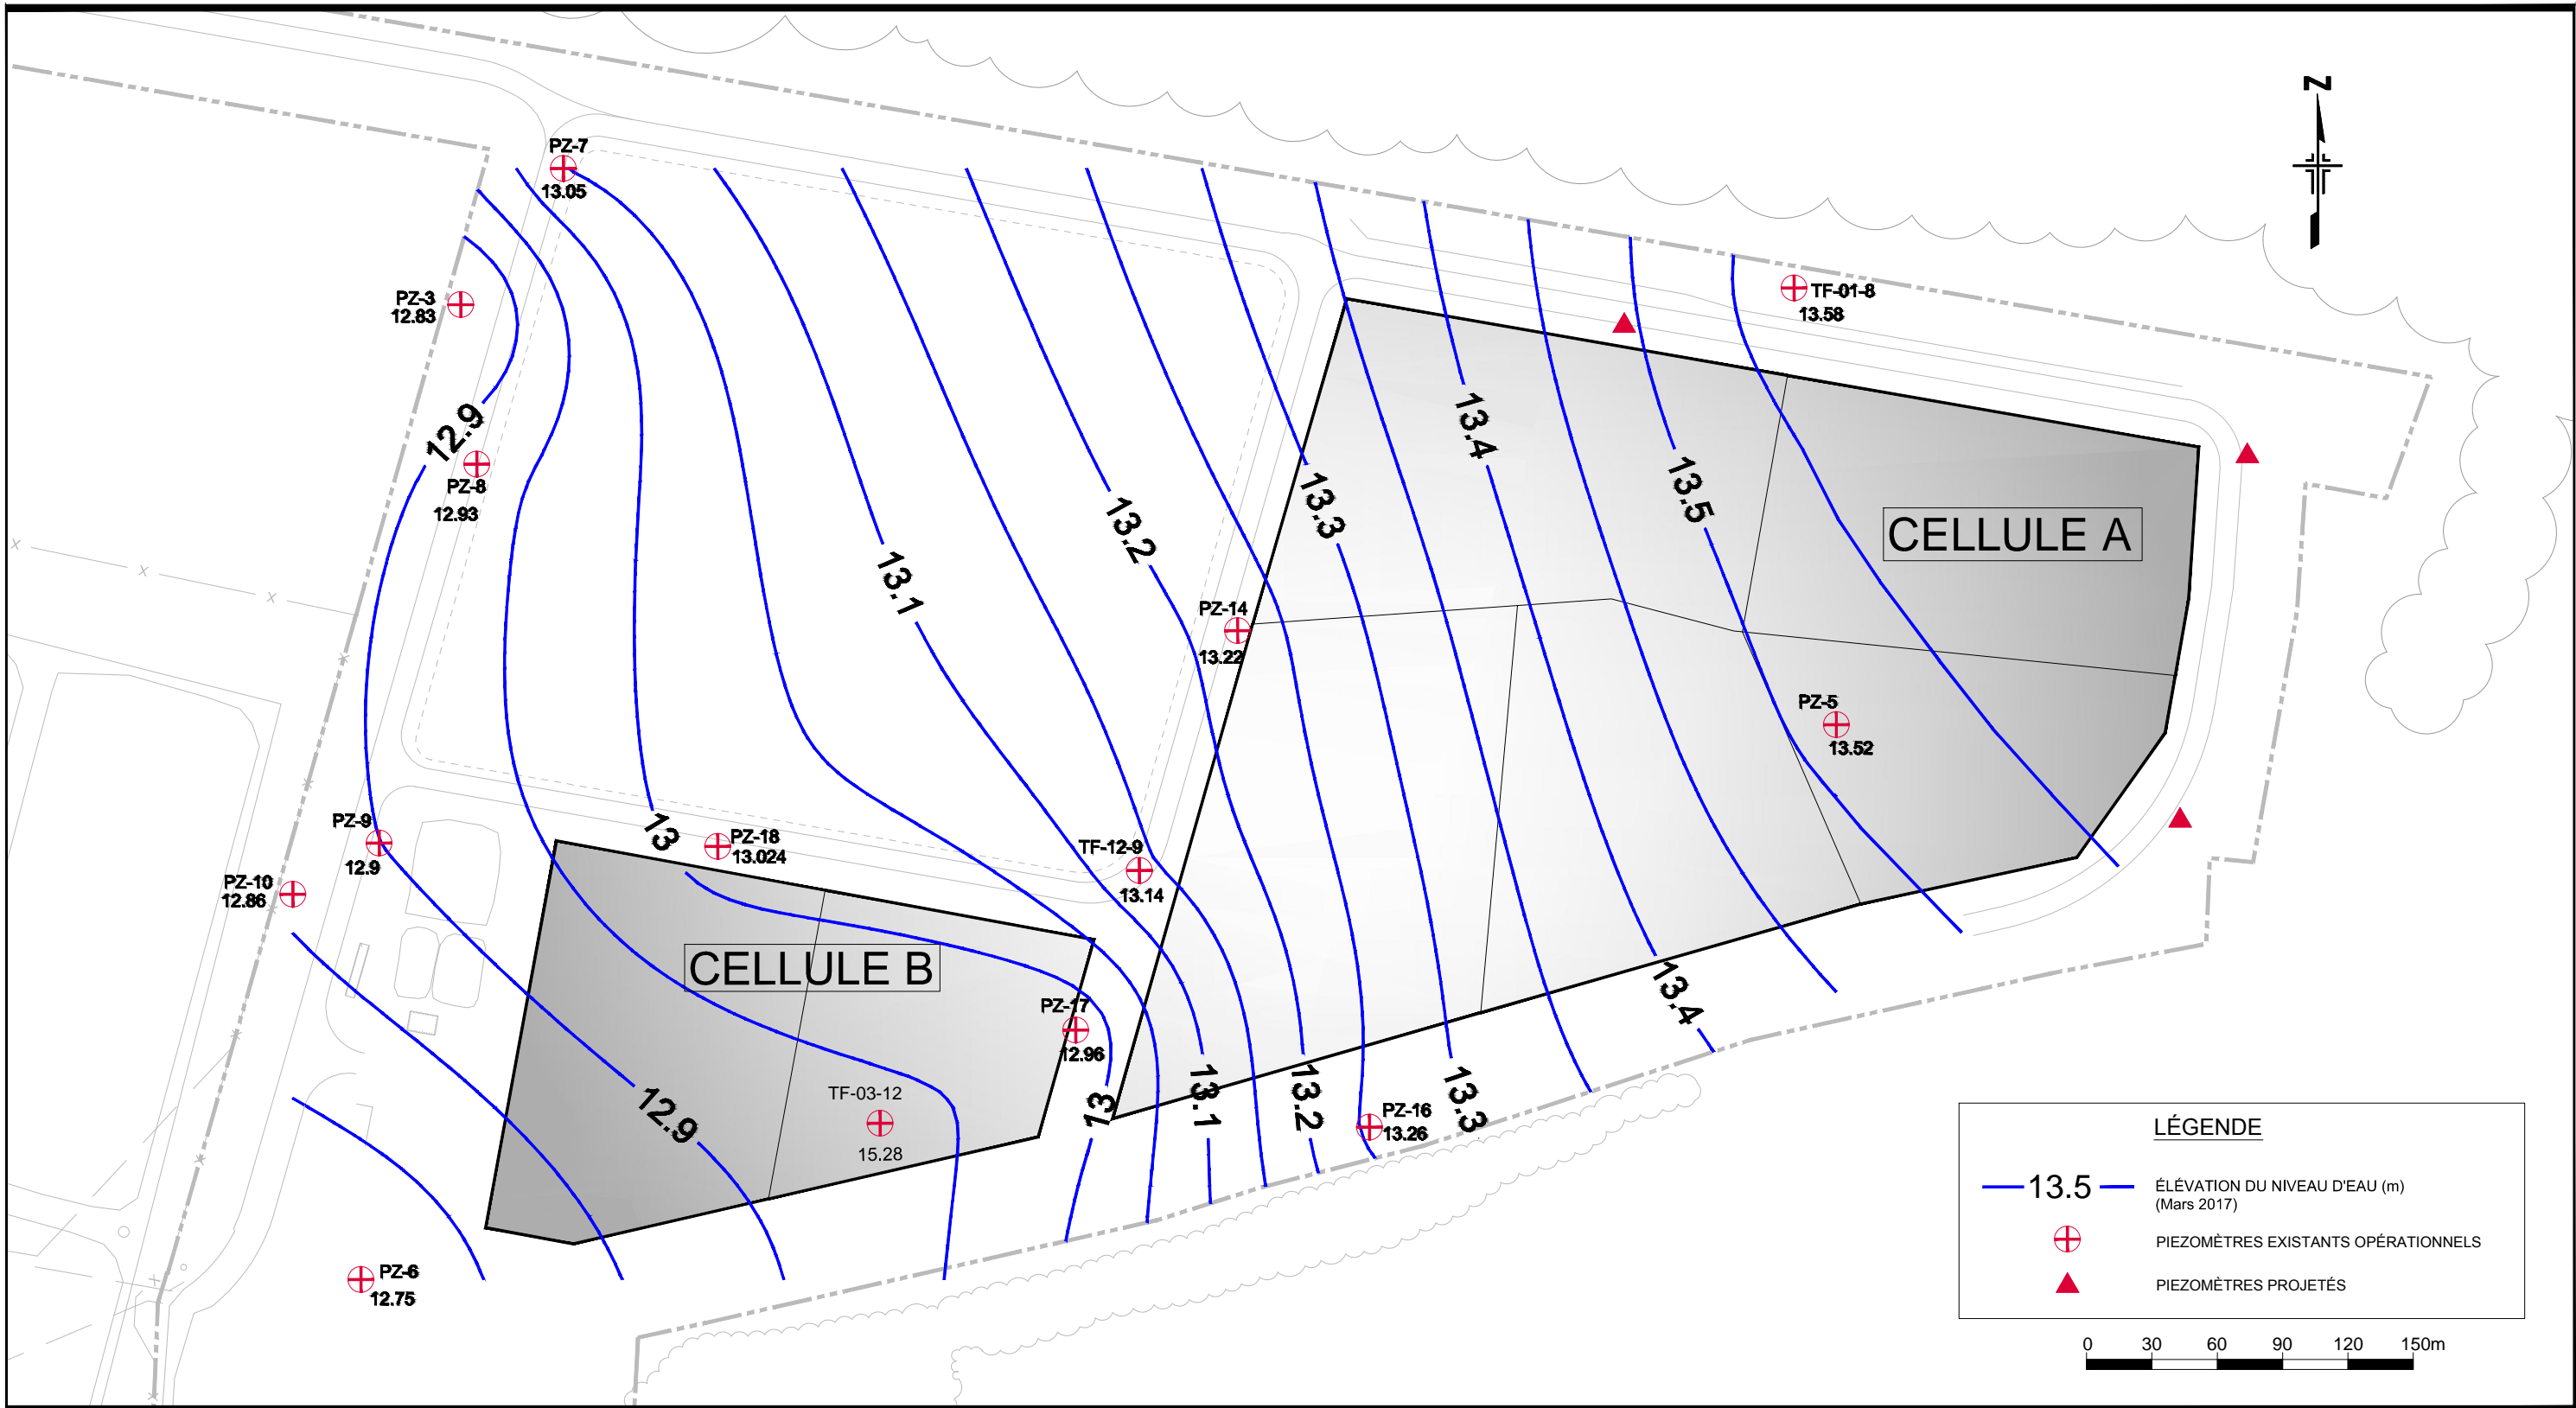 N
PZ-7
13.05
PZ-3
12.83
TF-01-8
13.58
12.9
13.4
PZ-8
12.93
13.5
13.3
13.2
CELLULE A
13.1
x
x
x
PZ-14
13.22
PZ-5
13.52
PZ-9
12.9
13
PZ-18
13.024
TF-12-9
13.14
PZ-10
12.86
CELLULE B
PZ-17
12.96
13.4
TF-03-12
15.28
12.9
13
13.1
13.2
13.3
PZ-16
13.26
PZ-6
12.75
LÉGENDE
13.5
ÉLÉVATION DU NIVEAU D'EAU (m)
(Mars 2017)
PIEZOMÈTRES EXISTANTS OPÉRATIONNELS
PIEZOMÈTRES PROJETÉS
0 30 60 90 120 150m